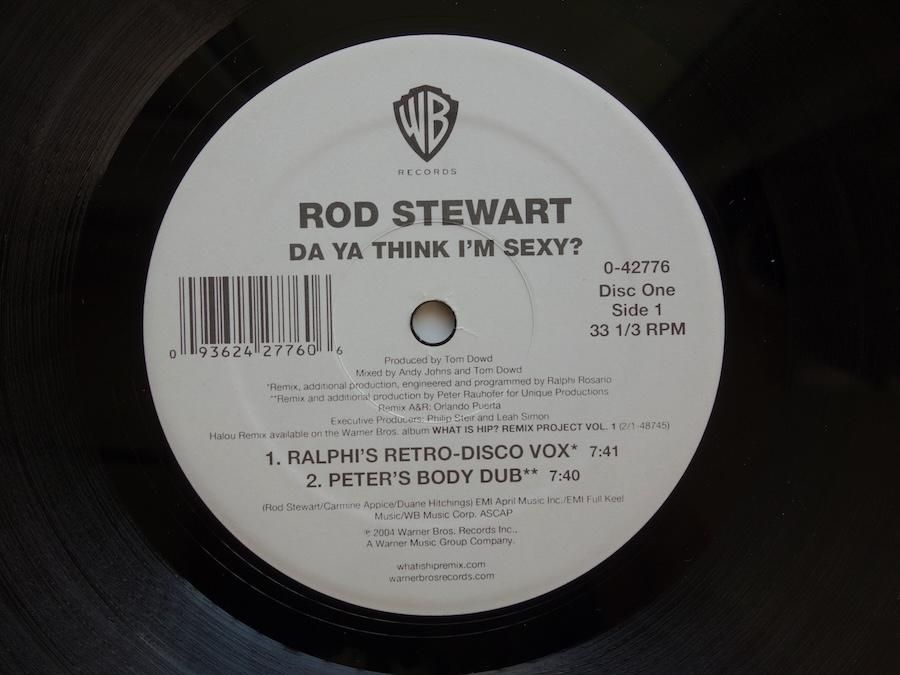 WB
RECORDS
ROD STEWART
DA YA THINK I'M SEXY?
0-42776
Disc One
Side 1
33 1/3 RPM
0 93624 27760 6
Produced by Tom Dowd
Mixed by Andy Johns and Tom Dowd
*Remix, additional production, engineered and programmed by Ralphi Rosario
**Remix and additional production by Peter Rauhofer for Unique Productions
Remix A&R: Orlando Puerta
Executive Producers: Philip Steir and Leah Simon
Halou Remix available on the Warner Bros. album WHAT IS HIP? REMIX PROJECT VOL. 1 (2/1-48745)
1. RALPHI'S RETRO-DISCO VOX* 7:41
2. PETER'S BODY DUB** 7:40
(Rod Stewart/Carmine Appice/Duane Hitchings) EMI April Music Inc./EMI Full Keel
Music/WB Music Corp. ASCAP
℗ 2004 Warner Bros. Records Inc.,
A Warner Music Group Company.
whatishipremix.com
warnerbrosrecords.com